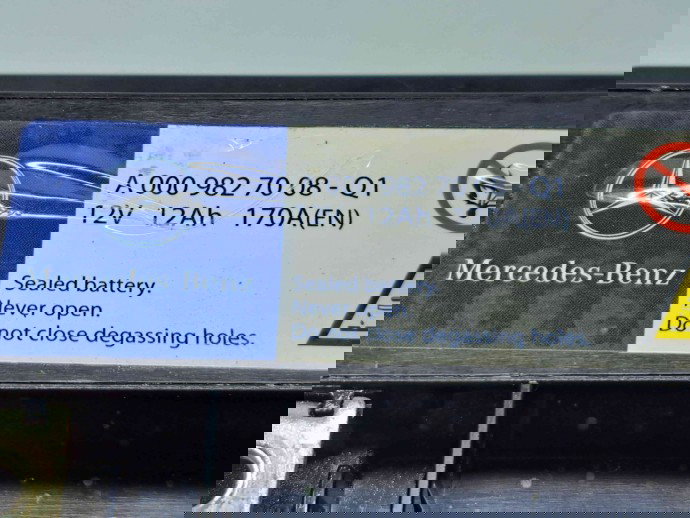 A 000 982 70 08 - Q1
12V 12Ah 170A(EN)
Mercedes-Benz
Sealed battery.
Never open.
Do not close degassing holes.